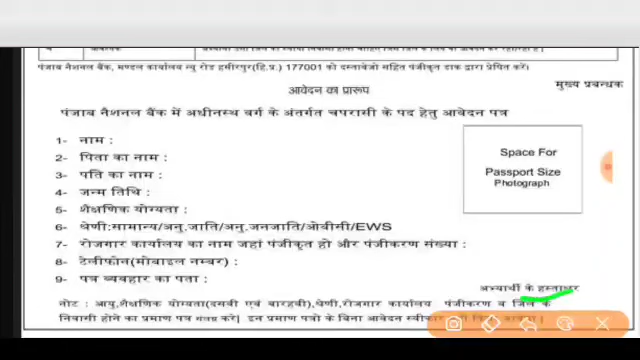 पंजाब नैशनल बैंक, मण्डल कार्यालय न्यू रोड हमीरपुर(हि.प्र.) 177001 को दस्तावेजो सहित पंजीकृत डाक द्वारा प्रेषित करें।
मुख्य प्रबन्धक
आवेदन का प्रारूप
पंजाब नैशनल बैंक में अधीनस्थ वर्ग के अंतर्गत चपरासी के पद हेतु आवेदन पत्र
1- नाम :
2- पिता का नाम :
3- पति का नाम :
4- जन्म तिथि :
5- शैक्षणिक योग्यता :
6- श्रेणी:सामान्य/अनु.जाति/अनु.जनजाति/ओबीसी/EWS
7- रोजगार कार्यालय का नाम जहां पंजीकृत हो और पंजीकरण संख्या :
8- टेलीफोन(मोबाईल नम्बर) :
9- पत्र व्यवहार का पता :
Space For
Passport Size
Photograph
अभ्यार्थी के हस्ताक्षर
नोट : आयु,शैक्षणिक योग्यता(दसवी एवं बारहवी),श्रेणी,रोजगार कार्यालय पंजीकरण व जिले के
निवासी होने का प्रमाण पत्र संलग्न करें| इन प्रमाण पत्रो के बिना आवेदन स्वीकार